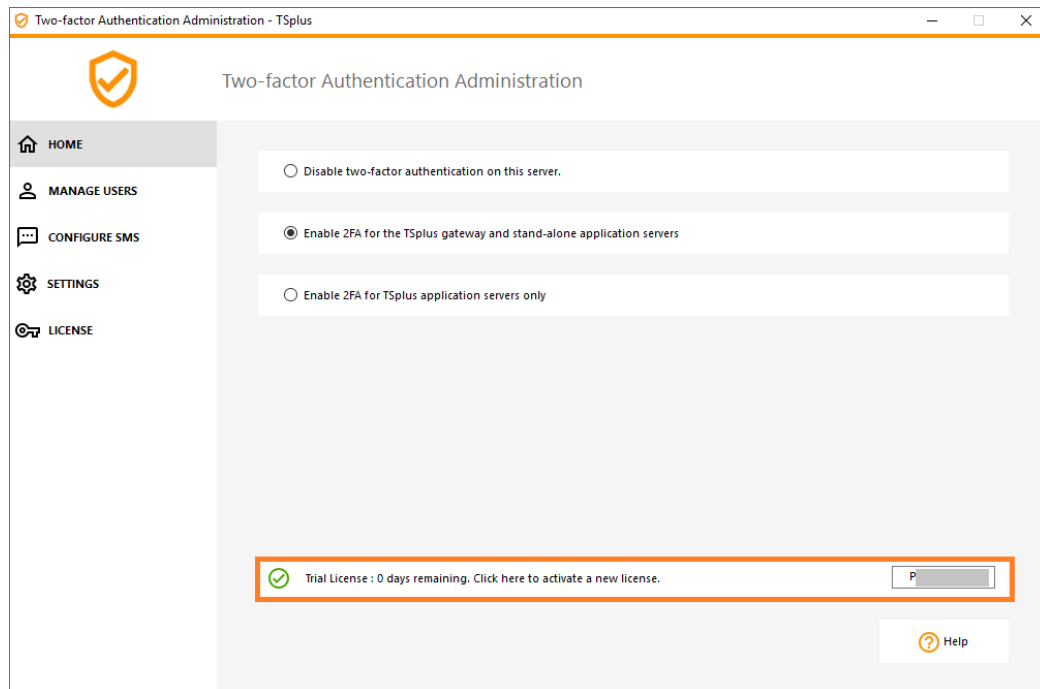 Two-factor Authentication Administration - TSplus
Two-factor Authentication Administration
HOME
MANAGE USERS
CONFIGURE SMS
SETTINGS
LICENSE
Disable two-factor authentication on this server.
Enable 2FA for the TSplus gateway and stand-alone application servers
Enable 2FA for TSplus application servers only
Trial License : 0 days remaining. Click here to activate a new license.
P
Help